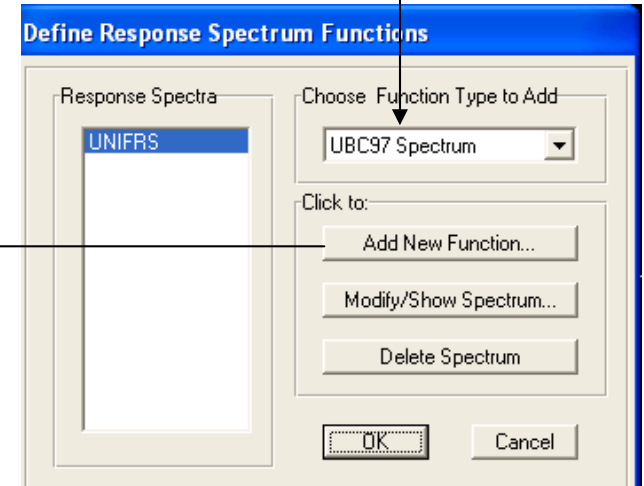 Define Response Spectrum Functions
Response Spectra
Choose Function Type to Add
UNIFRS
UBC97 Spectrum
Click to:
Add New Function...
Modify/Show Spectrum...
Delete Spectrum
OK
Cancel